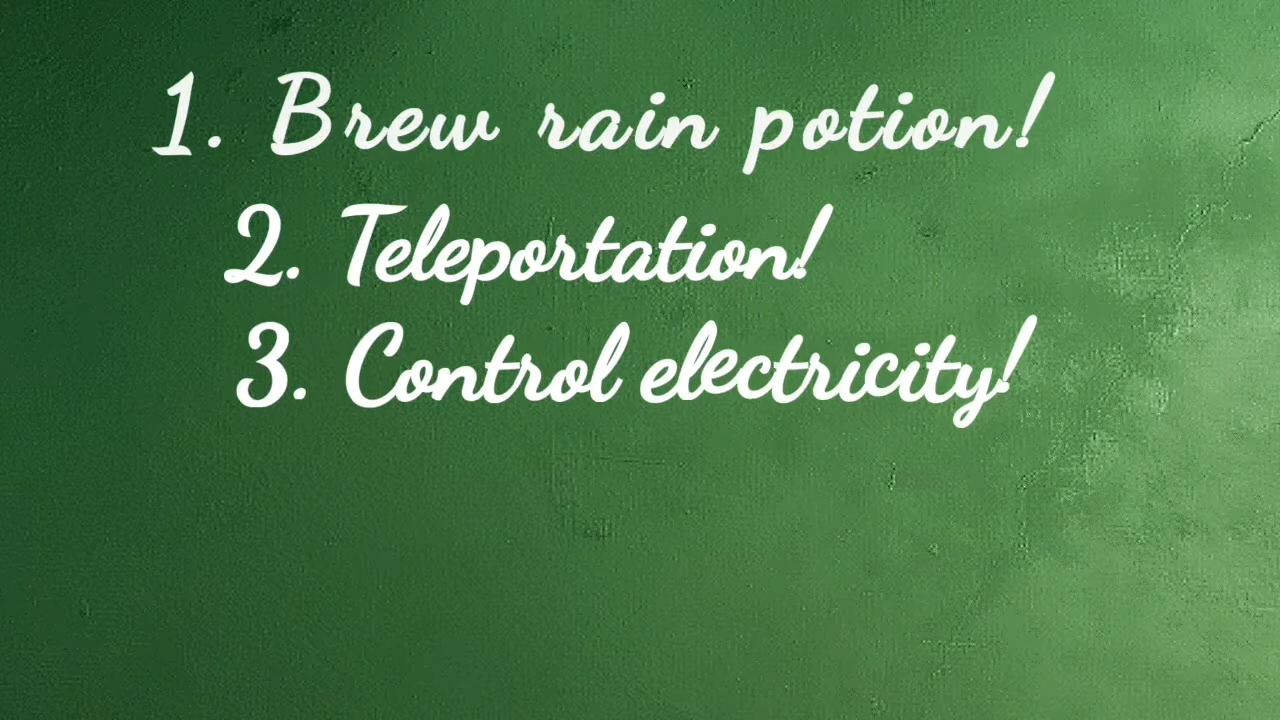 1. Brew rain potion!
2. Teleportation!
3. Control electricity!